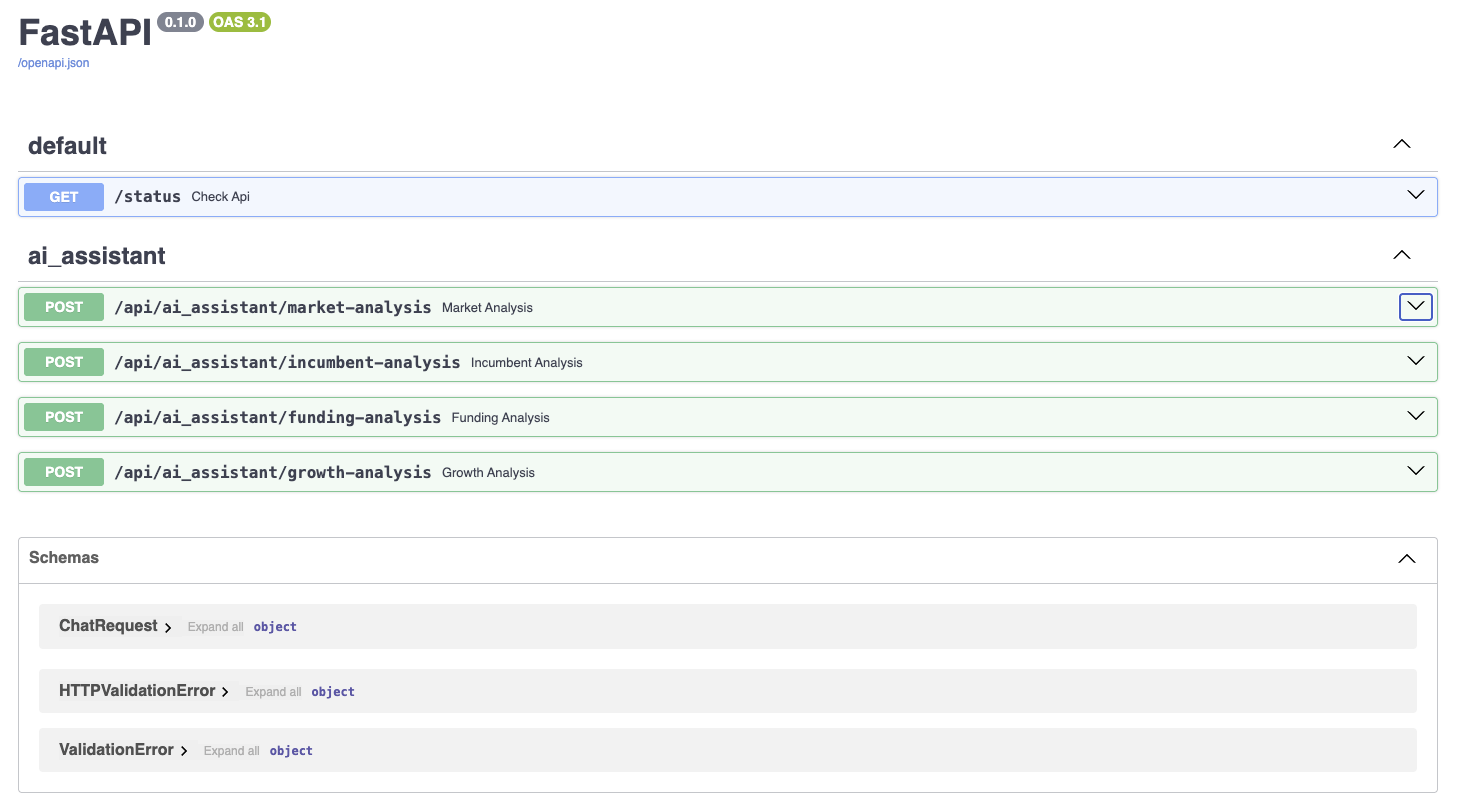 FastAPI 0.1.0 OAS 3.1
/openapi.json
default
GET /status Check Api
ai_assistant
POST /api/ai_assistant/market-analysis Market Analysis
POST /api/ai_assistant/incumbent-analysis Incumbent Analysis
POST /api/ai_assistant/funding-analysis Funding Analysis
POST /api/ai_assistant/growth-analysis Growth Analysis
Schemas
ChatRequest Expand all object
HTTPValidationError Expand all object
ValidationError Expand all object